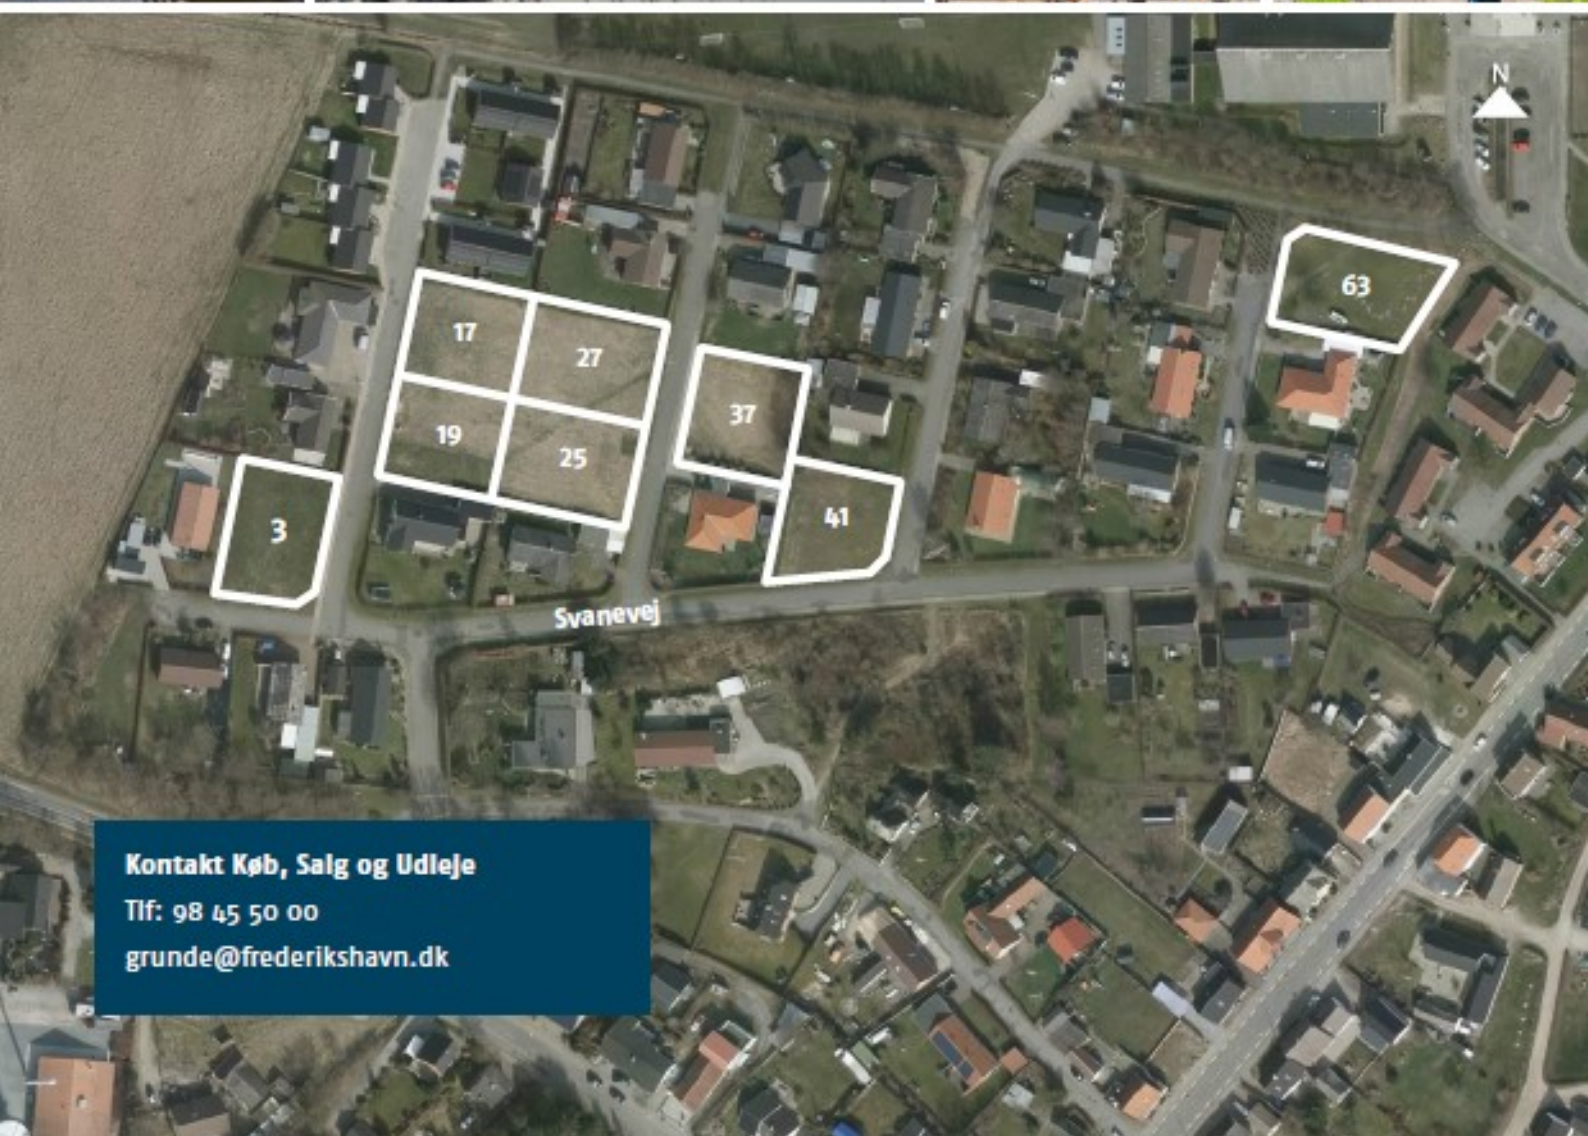 N
63
17
27
37
19
25
41
3
Svanevej
Kontakt Køb, Salg og Udleje
Tlf: 98 45 50 00
grunde@frederikshavn.dk